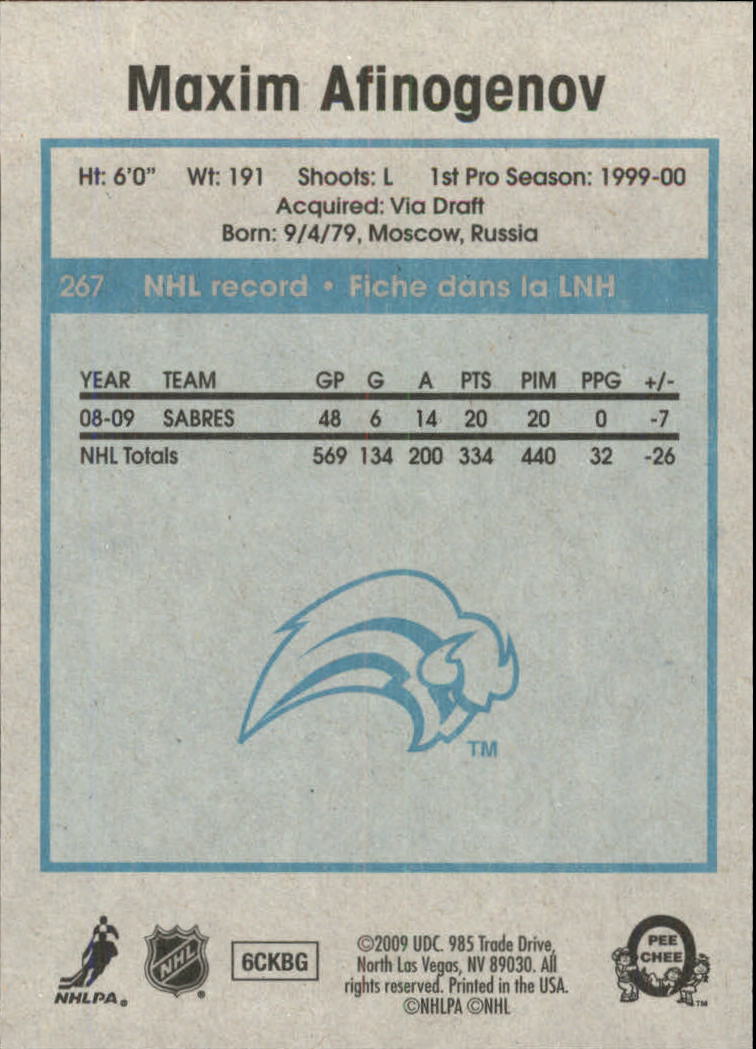 Maxim Afinogenov
Ht: 6'0" Wt: 191 Shoots: L 1st Pro Season: 1999-00
Acquired: Via Draft
Born: 9/4/79, Moscow, Russia
267 NHL record • Fiche dans la LNH
YEAR TEAM GP G A PTS PIM PPG +/-
08-09 SABRES 48 6 14 20 20 0 -7
NHL Totals 569 134 200 334 440 32 -26
TM
NHLPA®
NHL®
6CKBG
©2009 UDC. 985 Trade Drive,
North Las Vegas, NV 89030. All
rights reserved. Printed in the USA.
©NHLPA ©NHL
PEE
CHEE
TM